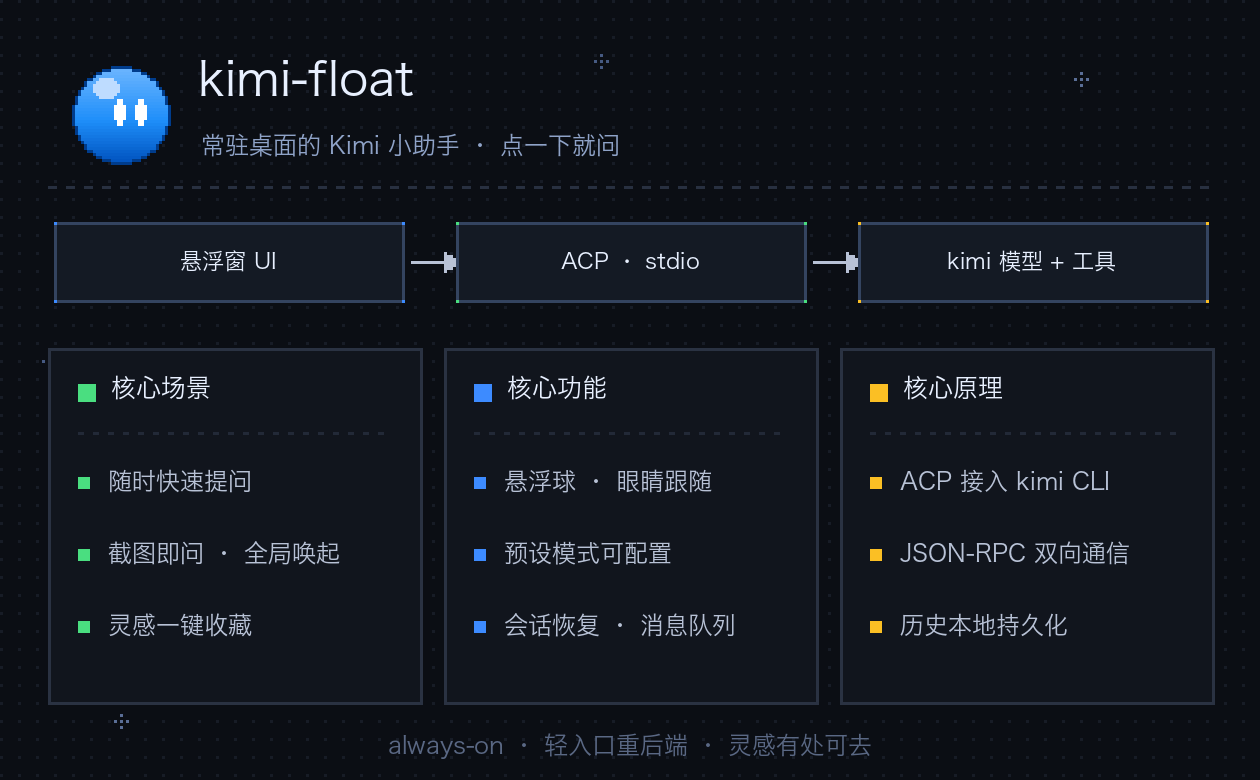 kimi-float
常驻桌面的 Kimi 小助手 · 点一下就问
悬浮窗 UI
ACP · stdio
kimi 模型 + 工具
核心场景
随时快速提问
截图即问 · 全局唤起
灵感一键收藏
核心功能
悬浮球 · 眼睛跟随
预设模式可配置
会话恢复 · 消息队列
核心原理
ACP 接入 kimi CLI
JSON-RPC 双向通信
历史本地持久化
always-on · 轻入口重后端 · 灵感有处可去